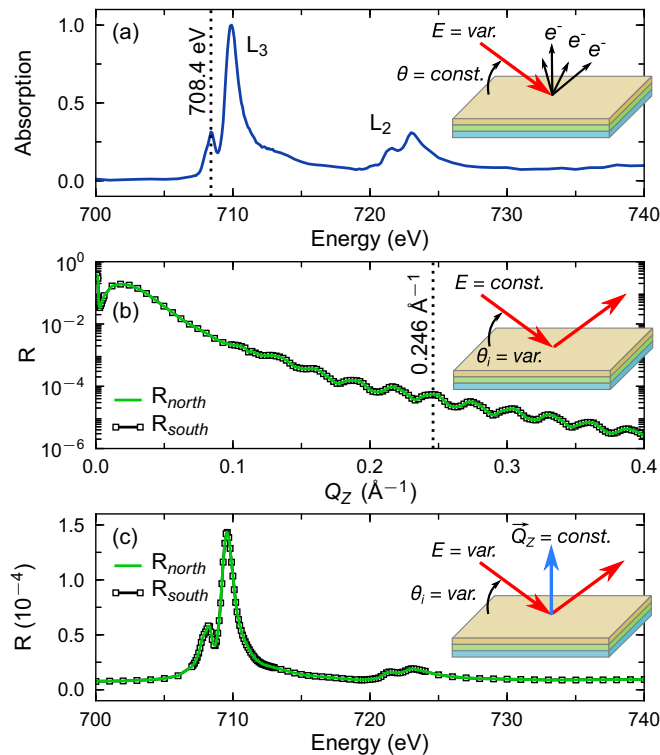 (a)
708.4 eV
L3
L2
E = var.
θ = const.
e-
e-
e-
Absorption
1.0
0.5
0.0
700 710 720 730 740
Energy (eV)
(b)
0.246 Å−1
E = const.
θi = var.
R
10^0
10^−2
10^−4
10^−6
Rnorth
Rsouth
0.0 0.1 0.2 0.3 0.4
QZ (Å−1)
(c)
Rnorth
Rsouth
E = var.
QZ = const.
θi = var.
R (10−4)
1.5
1.0
0.5
0.0
700 710 720 730 740
Energy (eV)